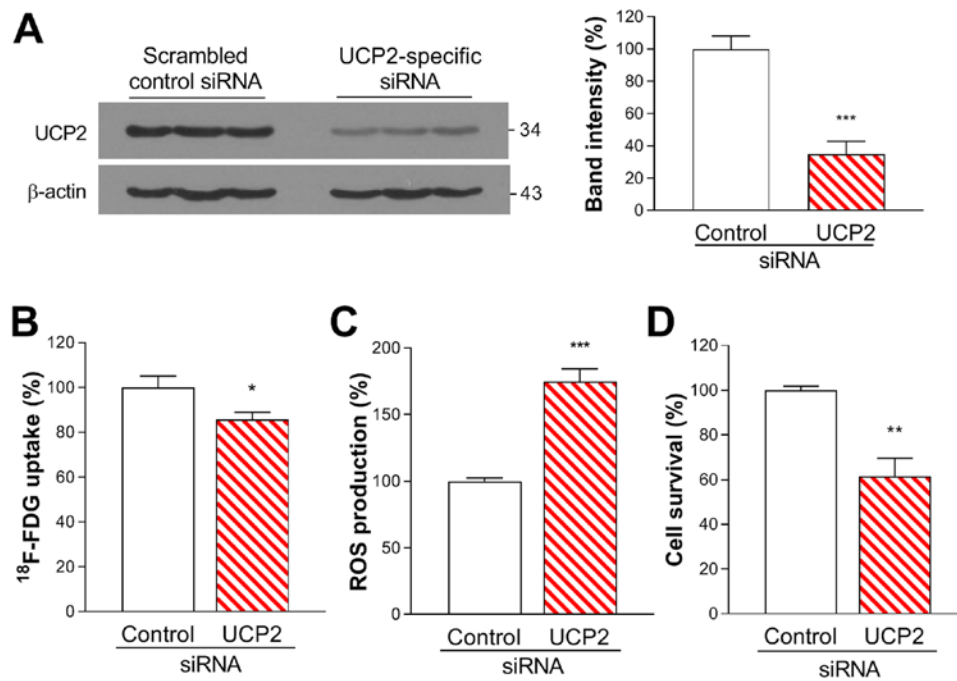 A
Scrambled
control siRNA
UCP2-specific
siRNA
UCP2
-34
β-actin
-43
Band intensity (%)
120
100
80
60
40
20
0
***
Control
UCP2
siRNA
B
¹⁸F-FDG uptake (%)
120
100
80
60
40
20
0
*
Control
UCP2
siRNA
C
ROS production (%)
200
150
100
50
0
***
Control
UCP2
siRNA
D
Cell survival (%)
120
100
80
60
40
20
0
**
Control
UCP2
siRNA